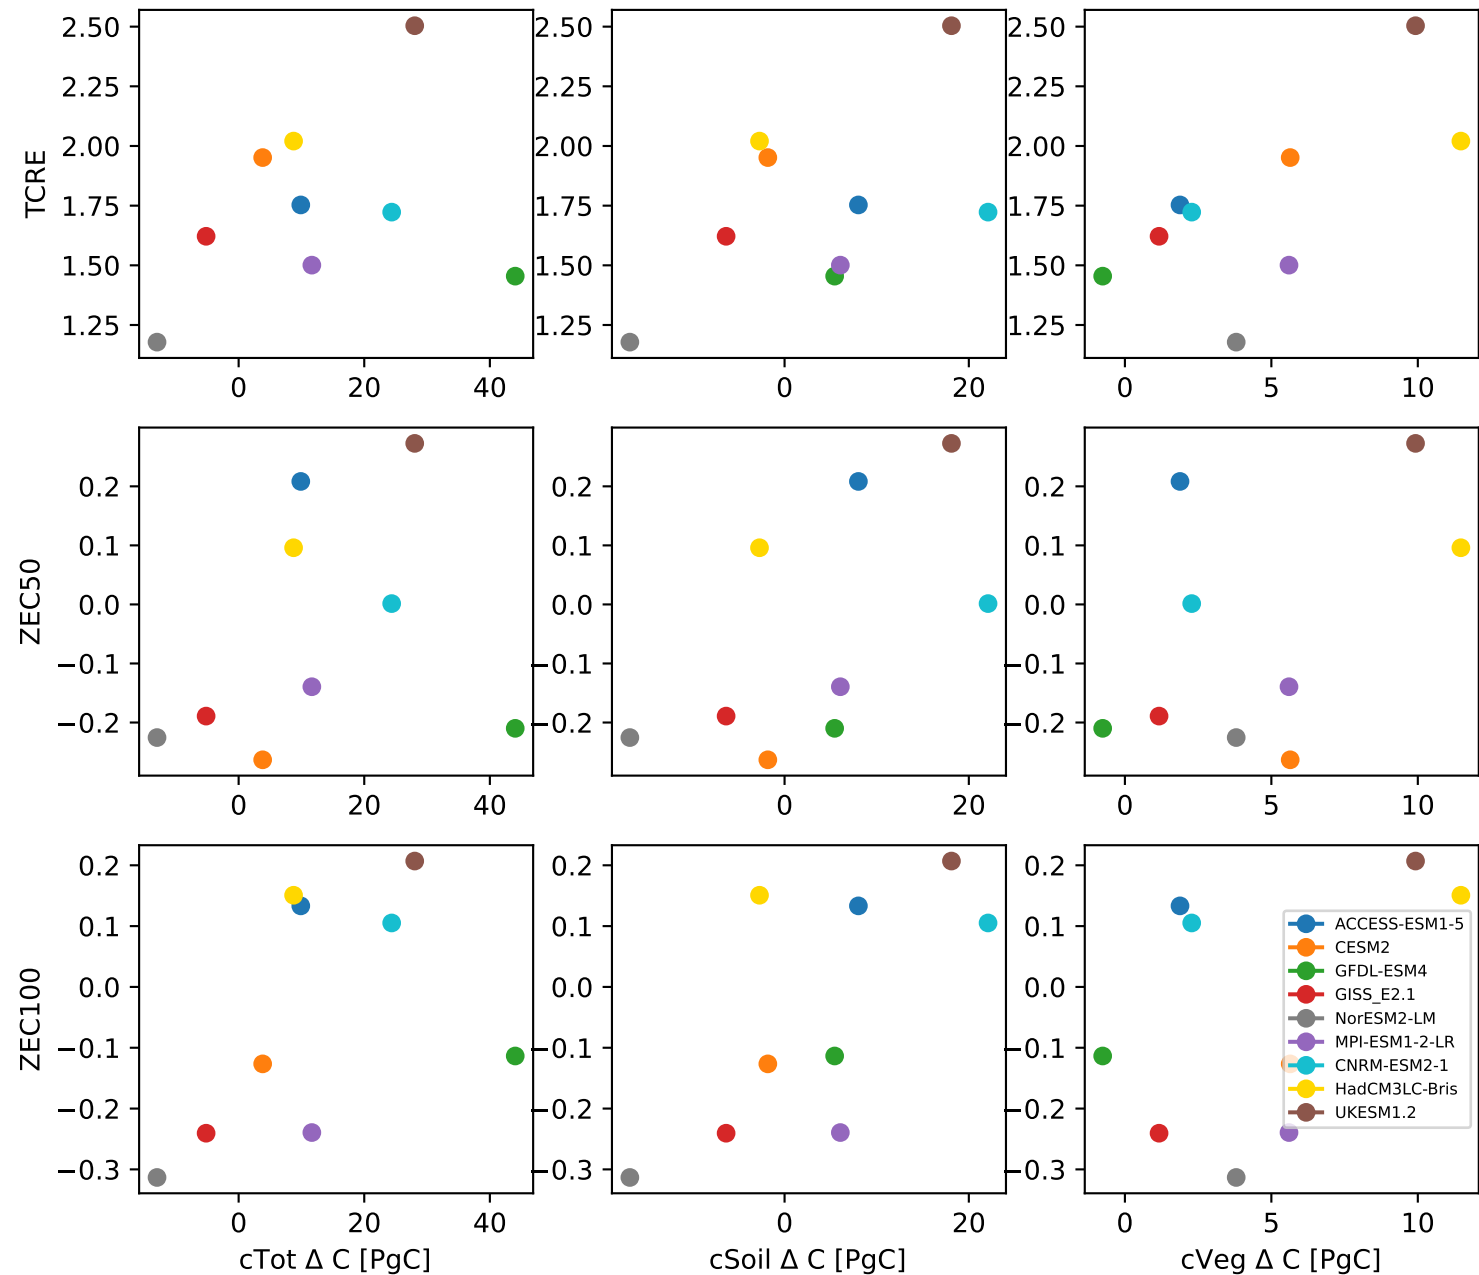 2.50
2.25
2.00
1.75
1.50
1.25
TCRE
0 20 40
2.50
2.25
2.00
1.75
1.50
1.25
0 20
2.50
2.25
2.00
1.75
1.50
1.25
0 5 10
0.2
0.1
0.0
−0.1
−0.2
ZEC50
0 20 40
0.2
0.1
0.0
−0.1
−0.2
0 20
0.2
0.1
0.0
−0.1
−0.2
0 5 10
0.2
0.1
0.0
−0.1
−0.2
−0.3
ZEC100
0 20 40
cTot Δ C [PgC]
0.2
0.1
0.0
−0.1
−0.2
−0.3
0 20
cSoil Δ C [PgC]
0.2
0.1
0.0
−0.1
−0.2
−0.3
ACCESS-ESM1-5
CESM2
GFDL-ESM4
GISS_E2.1
NorESM2-LM
MPI-ESM1-2-LR
CNRM-ESM2-1
HadCM3LC-Bris
UKESM1.2
0 5 10
cVeg Δ C [PgC]